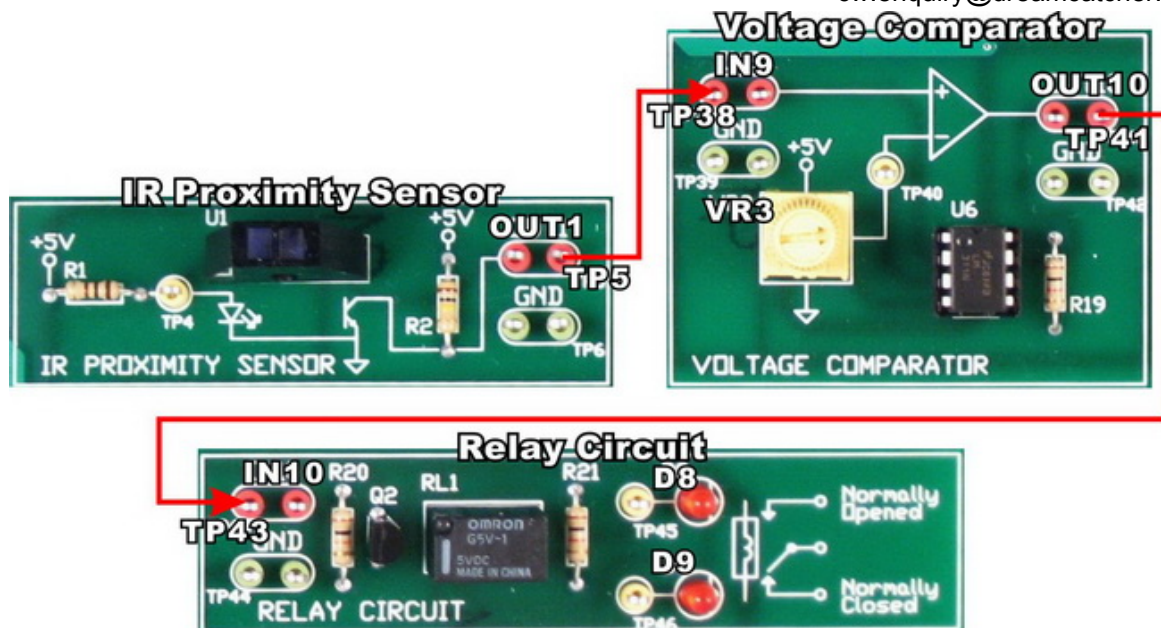 Voltage Comparator
IN9
TP38
GND
TP39
+5V
VR3
TP40
U6
R19
OUT10
TP41
GND
TP42
VOLTAGE COMPARATOR
IR Proximity Sensor
U1
+5V
R1
TP4
+5V
R2
OUT1
TP5
GND
TP6
IR PROXIMITY SENSOR
Relay Circuit
IN10
TP43
GND
TP44
R20
Q2
RL1
OMRON
G5V-1
5VDC
MADE IN CHINA
R21
D8
TP45
D9
TP46
Normally
Opened
Normally
Closed
RELAY CIRCUIT